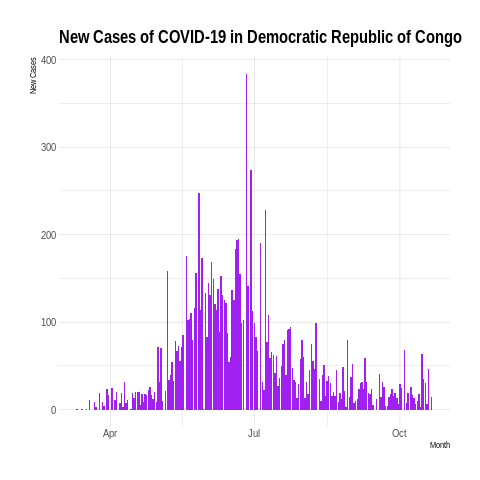 New Cases of COVID-19 in Democratic Republic of Congo
New Cases
400
300
200
100
0
Apr
Jul
Oct
Month